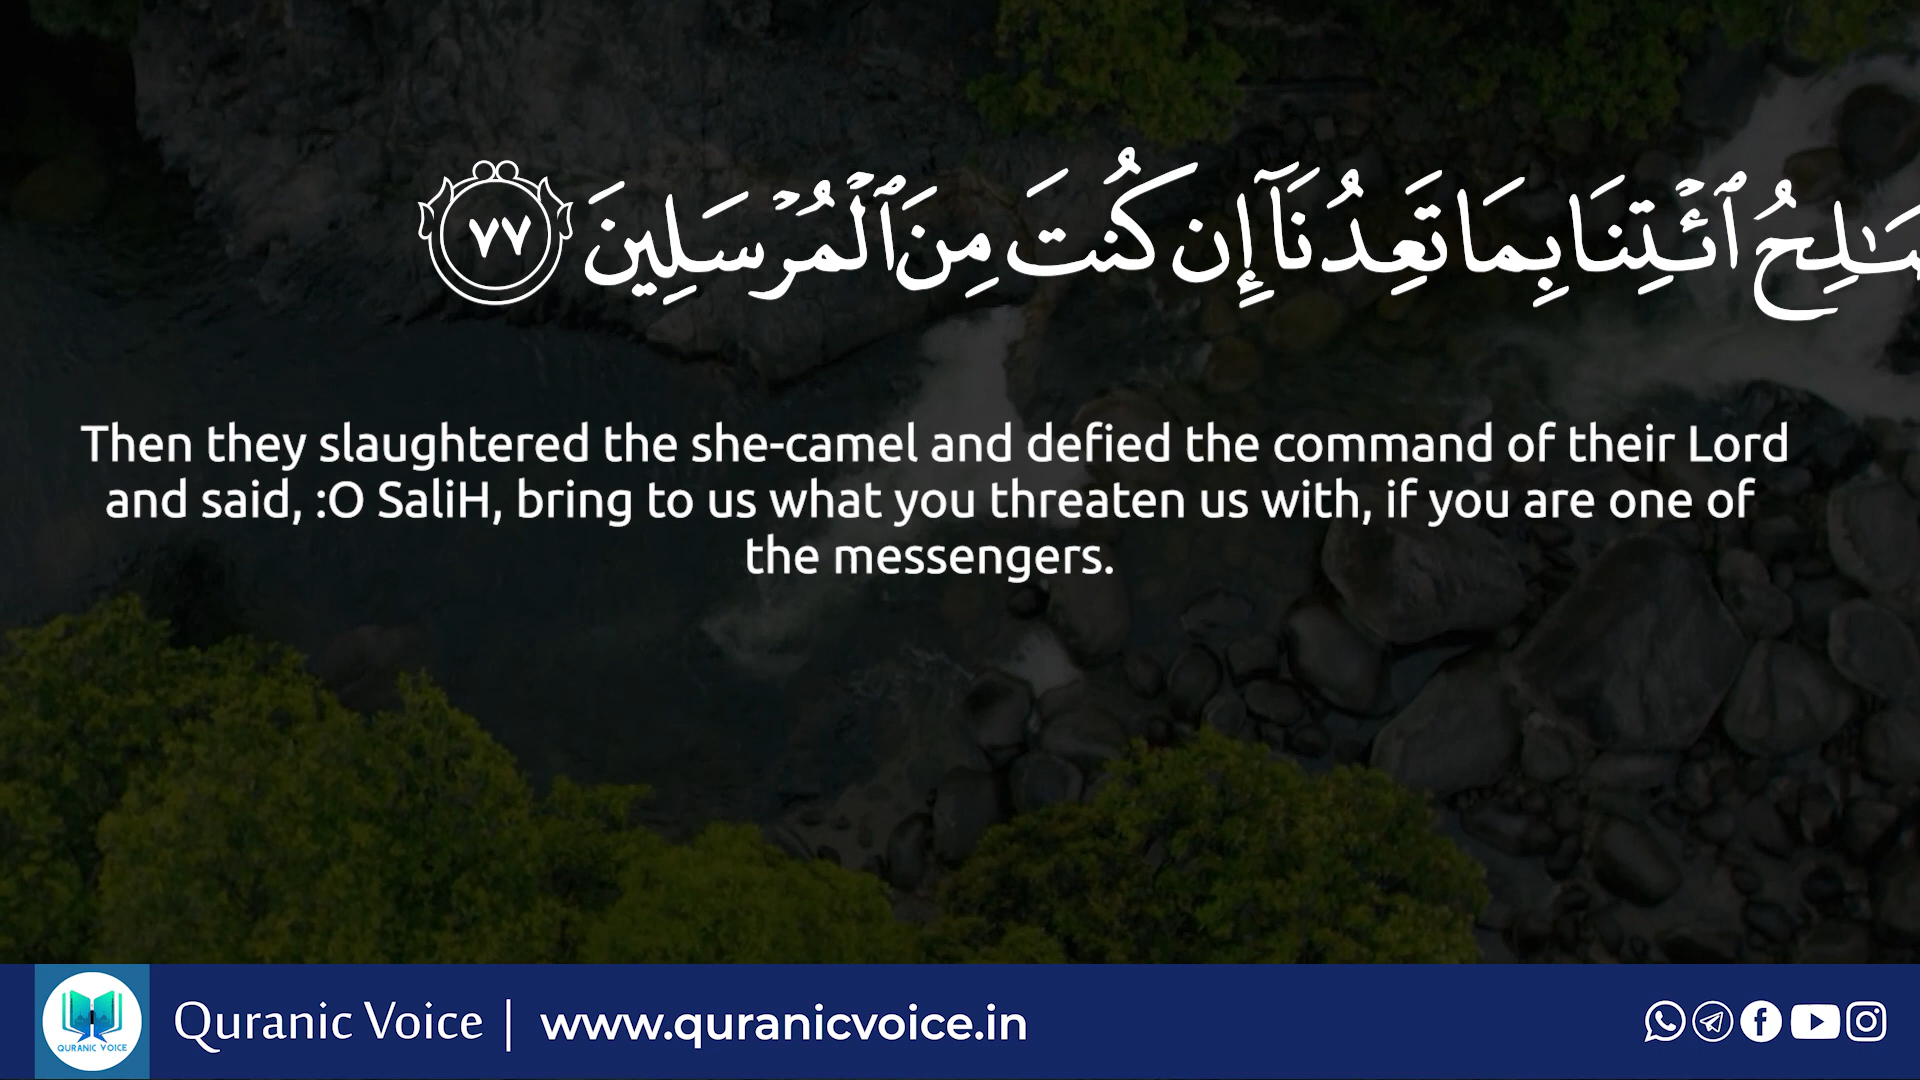 صَـٰلِحُ ٱئْتِنَا بِمَا تَعِدُنَآ إِن كُنتَ مِنَ ٱلْمُرْسَلِينَ ٧٧
Then they slaughtered the she-camel and defied the command of their Lord
and said, :O SaliH, bring to us what you threaten us with, if you are one of
the messengers.
QURANIC VOICE
Quranic Voice | www.quranicvoice.in